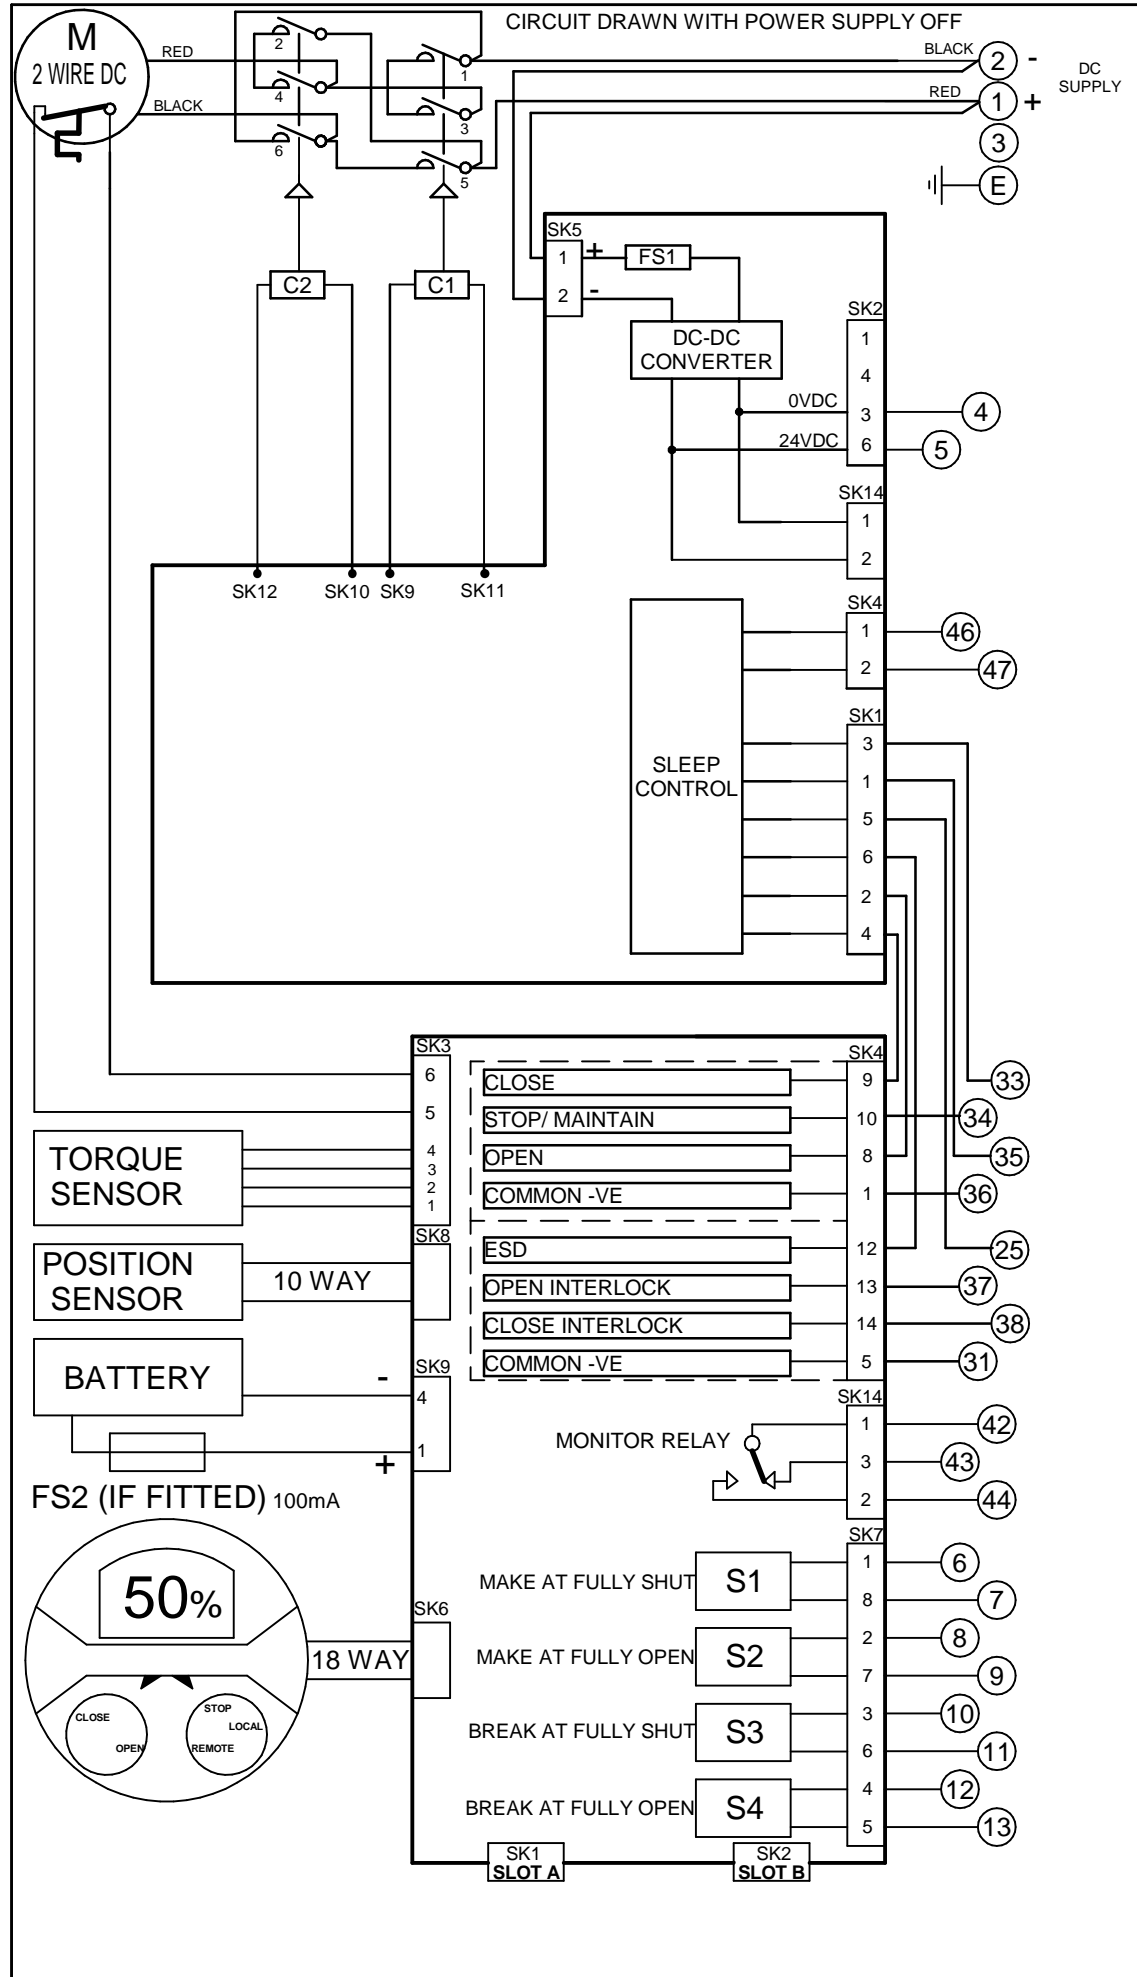 CIRCUIT DRAWN WITH POWER SUPPLY OFF
M
2 WIRE DC
RED
BLACK
2
4
6
1
3
5
BLACK
2 -
RED
1 +
DC
SUPPLY
3
E
C2
C1
SK12
SK10
SK9
SK11
SK5
1 +
2 -
FS1
DC-DC
CONVERTER
0VDC
24VDC
SK2
1
4
3
6
4
5
SK14
1
2
SLEEP
CONTROL
SK4
1
2
46
47
SK1
3
1
5
6
2
4
SK3
6
5
4
3
2
1
TORQUE
SENSOR
POSITION
SENSOR
10 WAY
SK8
BATTERY
-
+
SK9
4
1
FS2 (IF FITTED) 100mA
50%
CLOSE
OPEN
STOP
LOCAL
REMOTE
18 WAY
SK6
SK4
CLOSE 9 33
STOP/ MAINTAIN 10 34
OPEN 8 35
COMMON -VE 1 36
ESD 12 25
OPEN INTERLOCK 13 37
CLOSE INTERLOCK 14 38
COMMON -VE 5 31
SK14
MONITOR RELAY
1 42
3 43
2 44
SK7
MAKE AT FULLY SHUT S1
1 6
8 7
MAKE AT FULLY OPEN S2
2 8
7 9
BREAK AT FULLY SHUT S3
3 10
6 11
BREAK AT FULLY OPEN S4
4 12
5 13
SK1
SLOT A
SK2
SLOT B